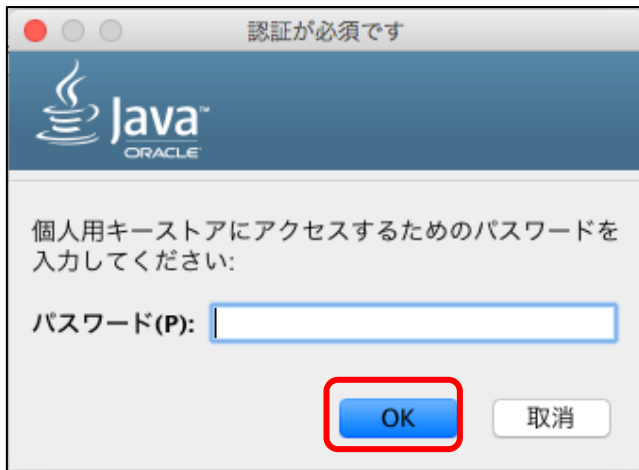 認証が必須です
Java™
ORACLE
個人用キーストアにアクセスするためのパスワードを
入力してください:
パスワード(P):
OK 取消